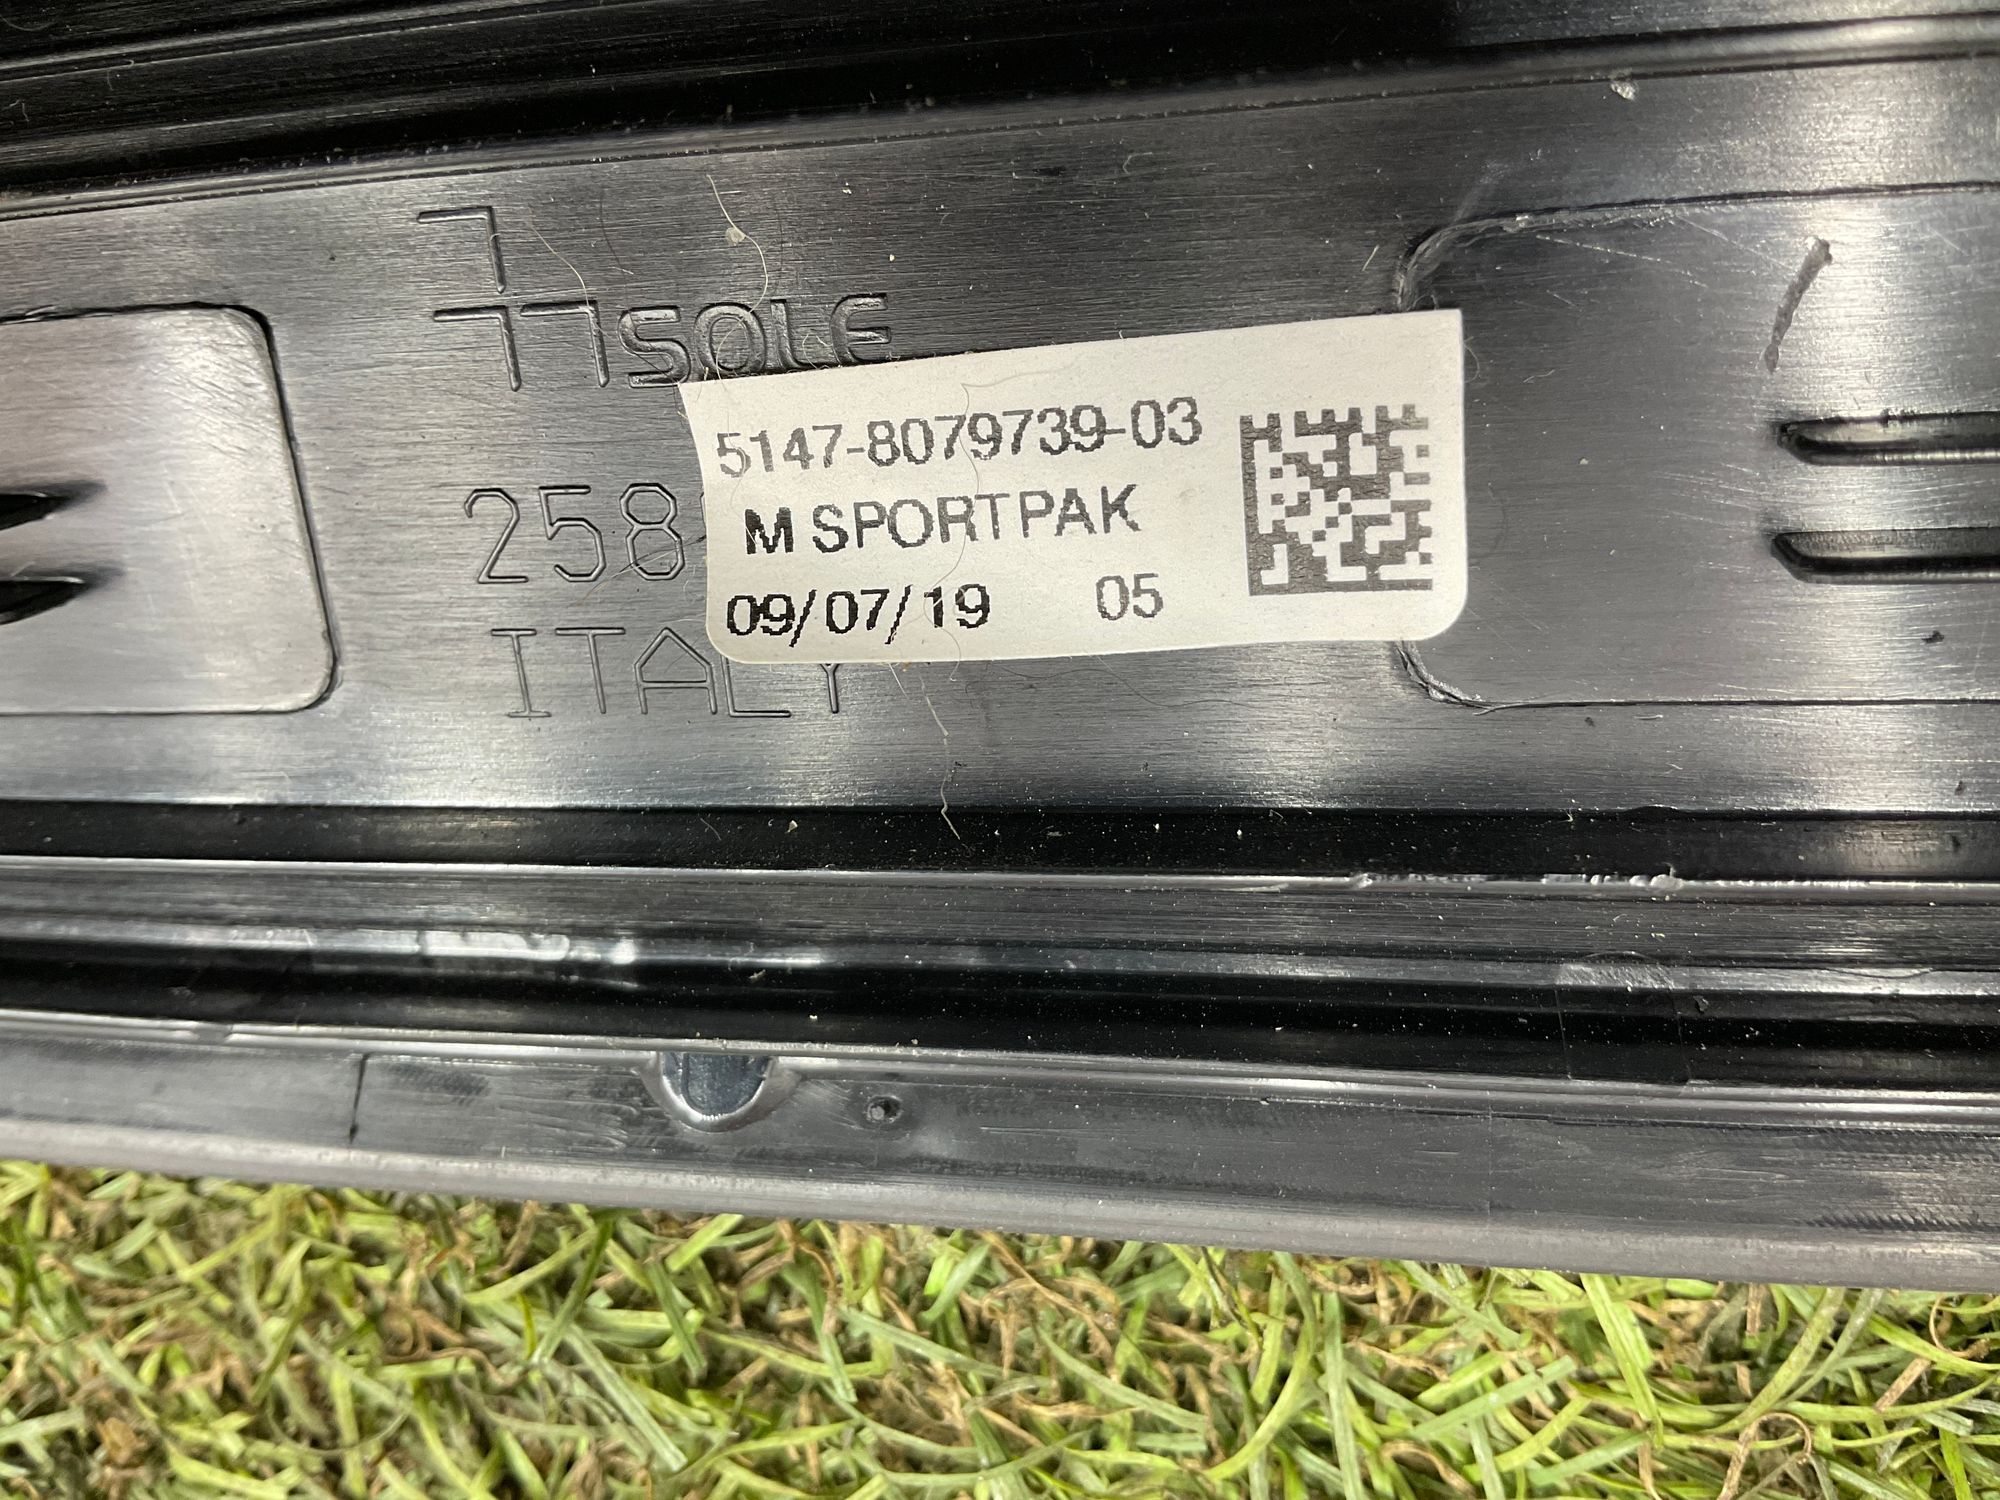 SOLE
5147-8079739-03
M SPORTPAK
258
09/07/19 05
ITALY